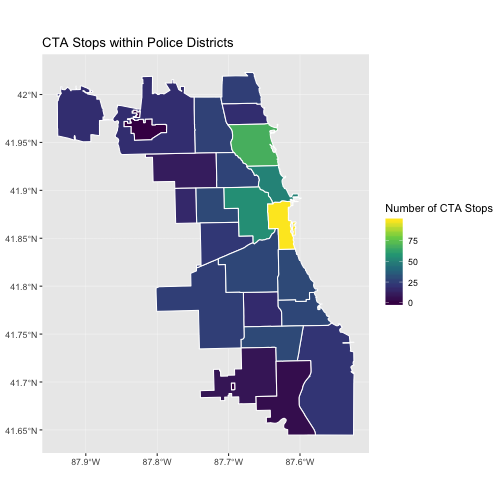 CTA Stops within Police Districts
42°N
41.95°N
41.9°N
41.85°N
41.8°N
41.75°N
41.7°N
41.65°N
87.9°W 87.8°W 87.7°W 87.6°W
Number of CTA Stops
75
50
25
0